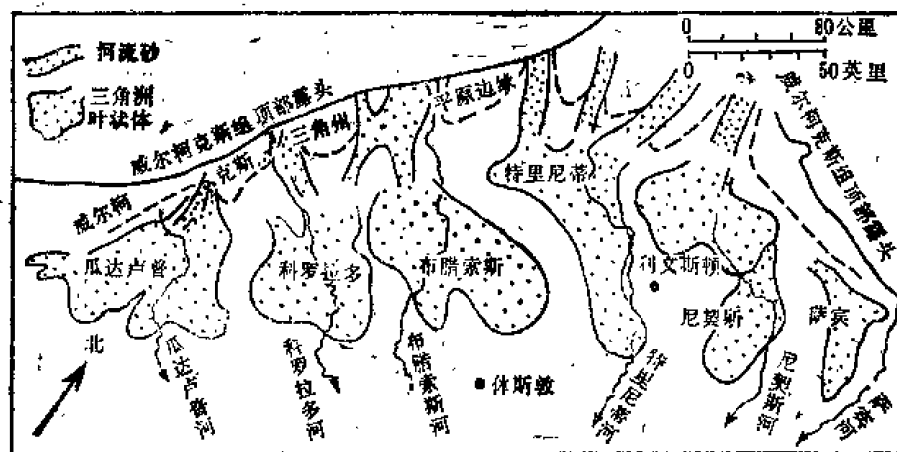 0 80公里
0 50英里
河流砂
三角洲
叶状体
威尔柯克斯组顶部露头
威尔柯克斯组顶部露头
威尔柯克斯三角州平原边缘
瓜达卢普
科罗拉多
布腊索斯
特里尼蒂
利文斯顿
尼契斯
萨宾
北
瓜达卢普河
科罗拉多河
布腊索斯河
休斯敦
特里尼蒂河
尼契斯河